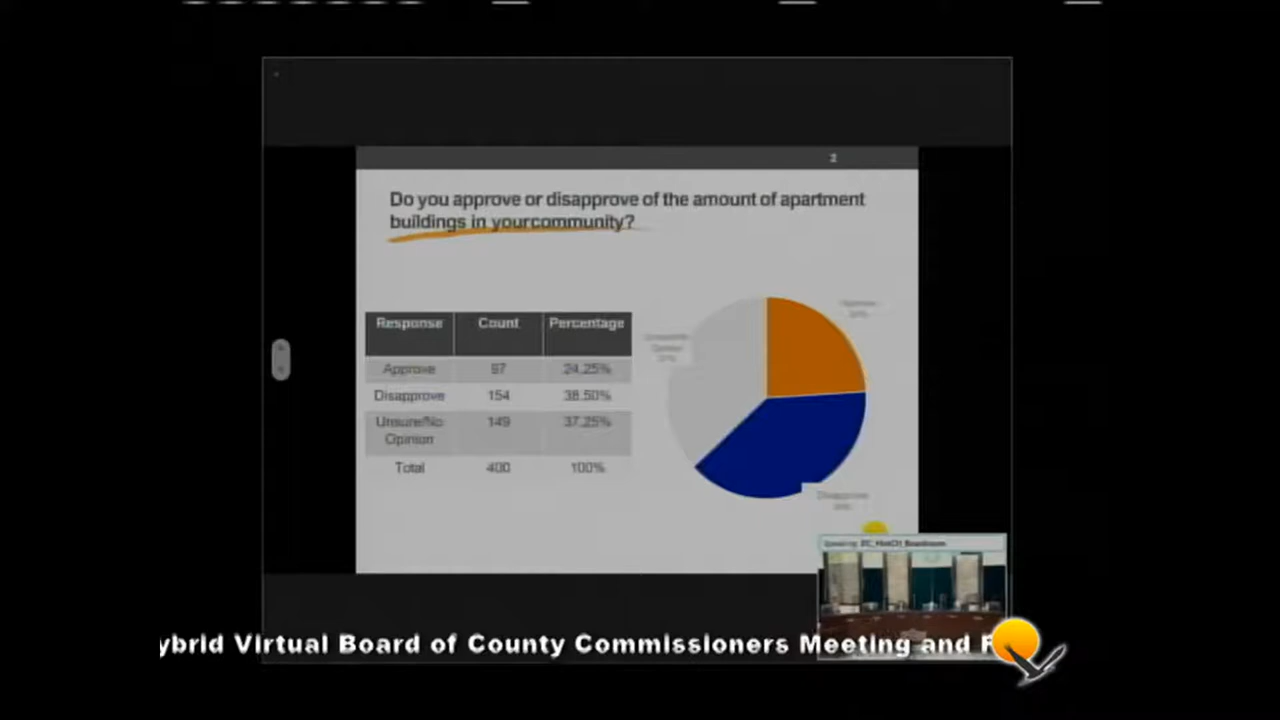 2
Do you approve or disapprove of the amount of apartment
buildings in yourcommunity?
Response Count Percentage
Approve 97 24.25%
Disapprove 154 38.50%
Unsure/No
Opinion
149 37.25%
Total 400 100%
Disapprove
Speaking:
ybrid Virtual Board of County Commissioners Meeting and